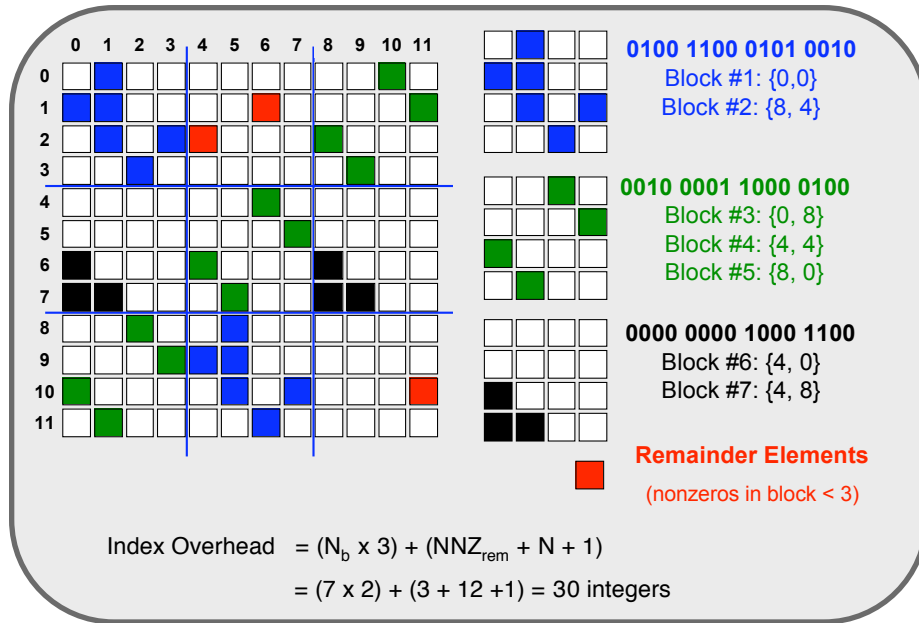 0 1 2 3 4 5 6 7 8 9 10 11
0
1
2
3
4
5
6
7
8
9
10
11
0100 1100 0101 0010
Block #1: {0,0}
Block #2: {8, 4}
0010 0001 1000 0100
Block #3: {0, 8}
Block #4: {4, 4}
Block #5: {8, 0}
0000 0000 1000 1100
Block #6: {4, 0}
Block #7: {4, 8}
Remainder Elements
(nonzeros in block < 3)
Index Overhead = (N_b x 3) + (NNZ_rem + N + 1)
= (7 x 2) + (3 + 12 +1) = 30 integers